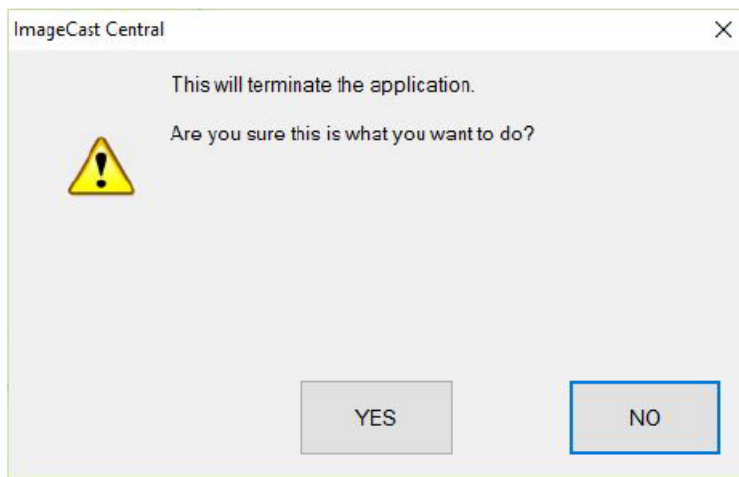 ImageCast Central
This will terminate the application.
Are you sure this is what you want to do?
YES
NO